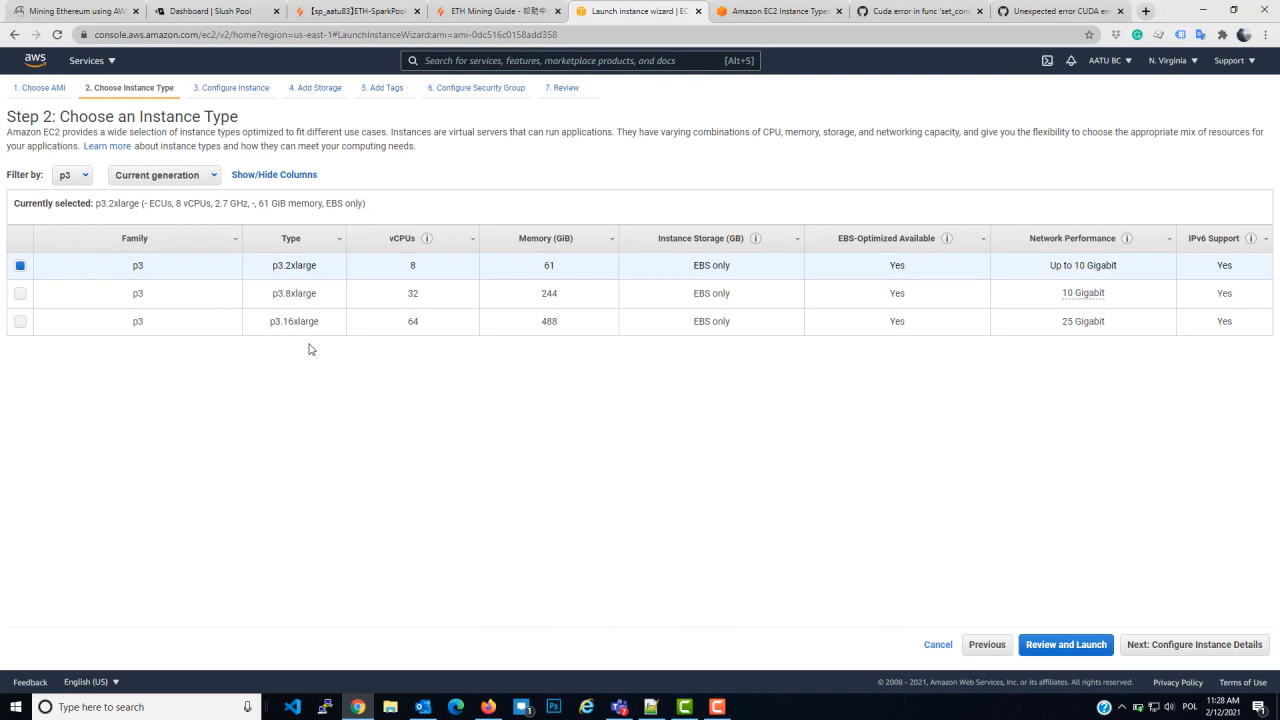 Mining Ethereum using AW
Dashboard | Slush Pool
【sp_aatu83】ETH-SparkPool
ETH Mining Guide - 帮助中
Launch instance wizard | EC
Amazon EC2 Instance Types
Cuda error in func 'set_cons
Unexpected error CUDA er
console.aws.amazon.com/ec2/v2/home?region=us-east-1#LaunchInstanceWizard:ami=ami-0dc516c0158ab358
aws Services Search for services, features, marketplace products, and docs [Alt+S] AATU BC N. Virginia Support
1. Choose AMI 2. Choose Instance Type 3. Configure Instance 4. Add Storage 5. Add Tags 6. Configure Security Group 7. Review
Step 2: Choose an Instance Type
Amazon EC2 provides a wide selection of instance types optimized to fit different use cases. Instances are virtual servers that can run applications. They have varying combinations of CPU, memory, storage, and networking capacity, and give you the flexibility to choose the appropriate mix of resources for
your applications. Learn more about instance types and how they can meet your computing needs.
Filter by: p3 Current generation Show/Hide Columns
Currently selected: p3.2xlarge (- ECUs, 8 vCPUs, 2.7 GHz, -, 61 GiB memory, EBS only)
Family Type vCPUs Memory (GiB) Instance Storage (GB) EBS-Optimized Available Network Performance IPv6 Support
p3 p3.2xlarge 8 61 EBS only Yes Up to 10 Gigabit Yes
p3 p3.8xlarge 32 244 EBS only Yes 10 Gigabit Yes
p3 p3.16xlarge 64 488 EBS only Yes 25 Gigabit Yes
Cancel Previous Review and Launch Next: Configure Instance Details
Feedback English (US) © 2008 - 2021, Amazon Web Services, Inc. or its affiliates. All rights reserved. Privacy Policy Terms of Use
Type here to search
POL
11:28 AM
2/12/2021